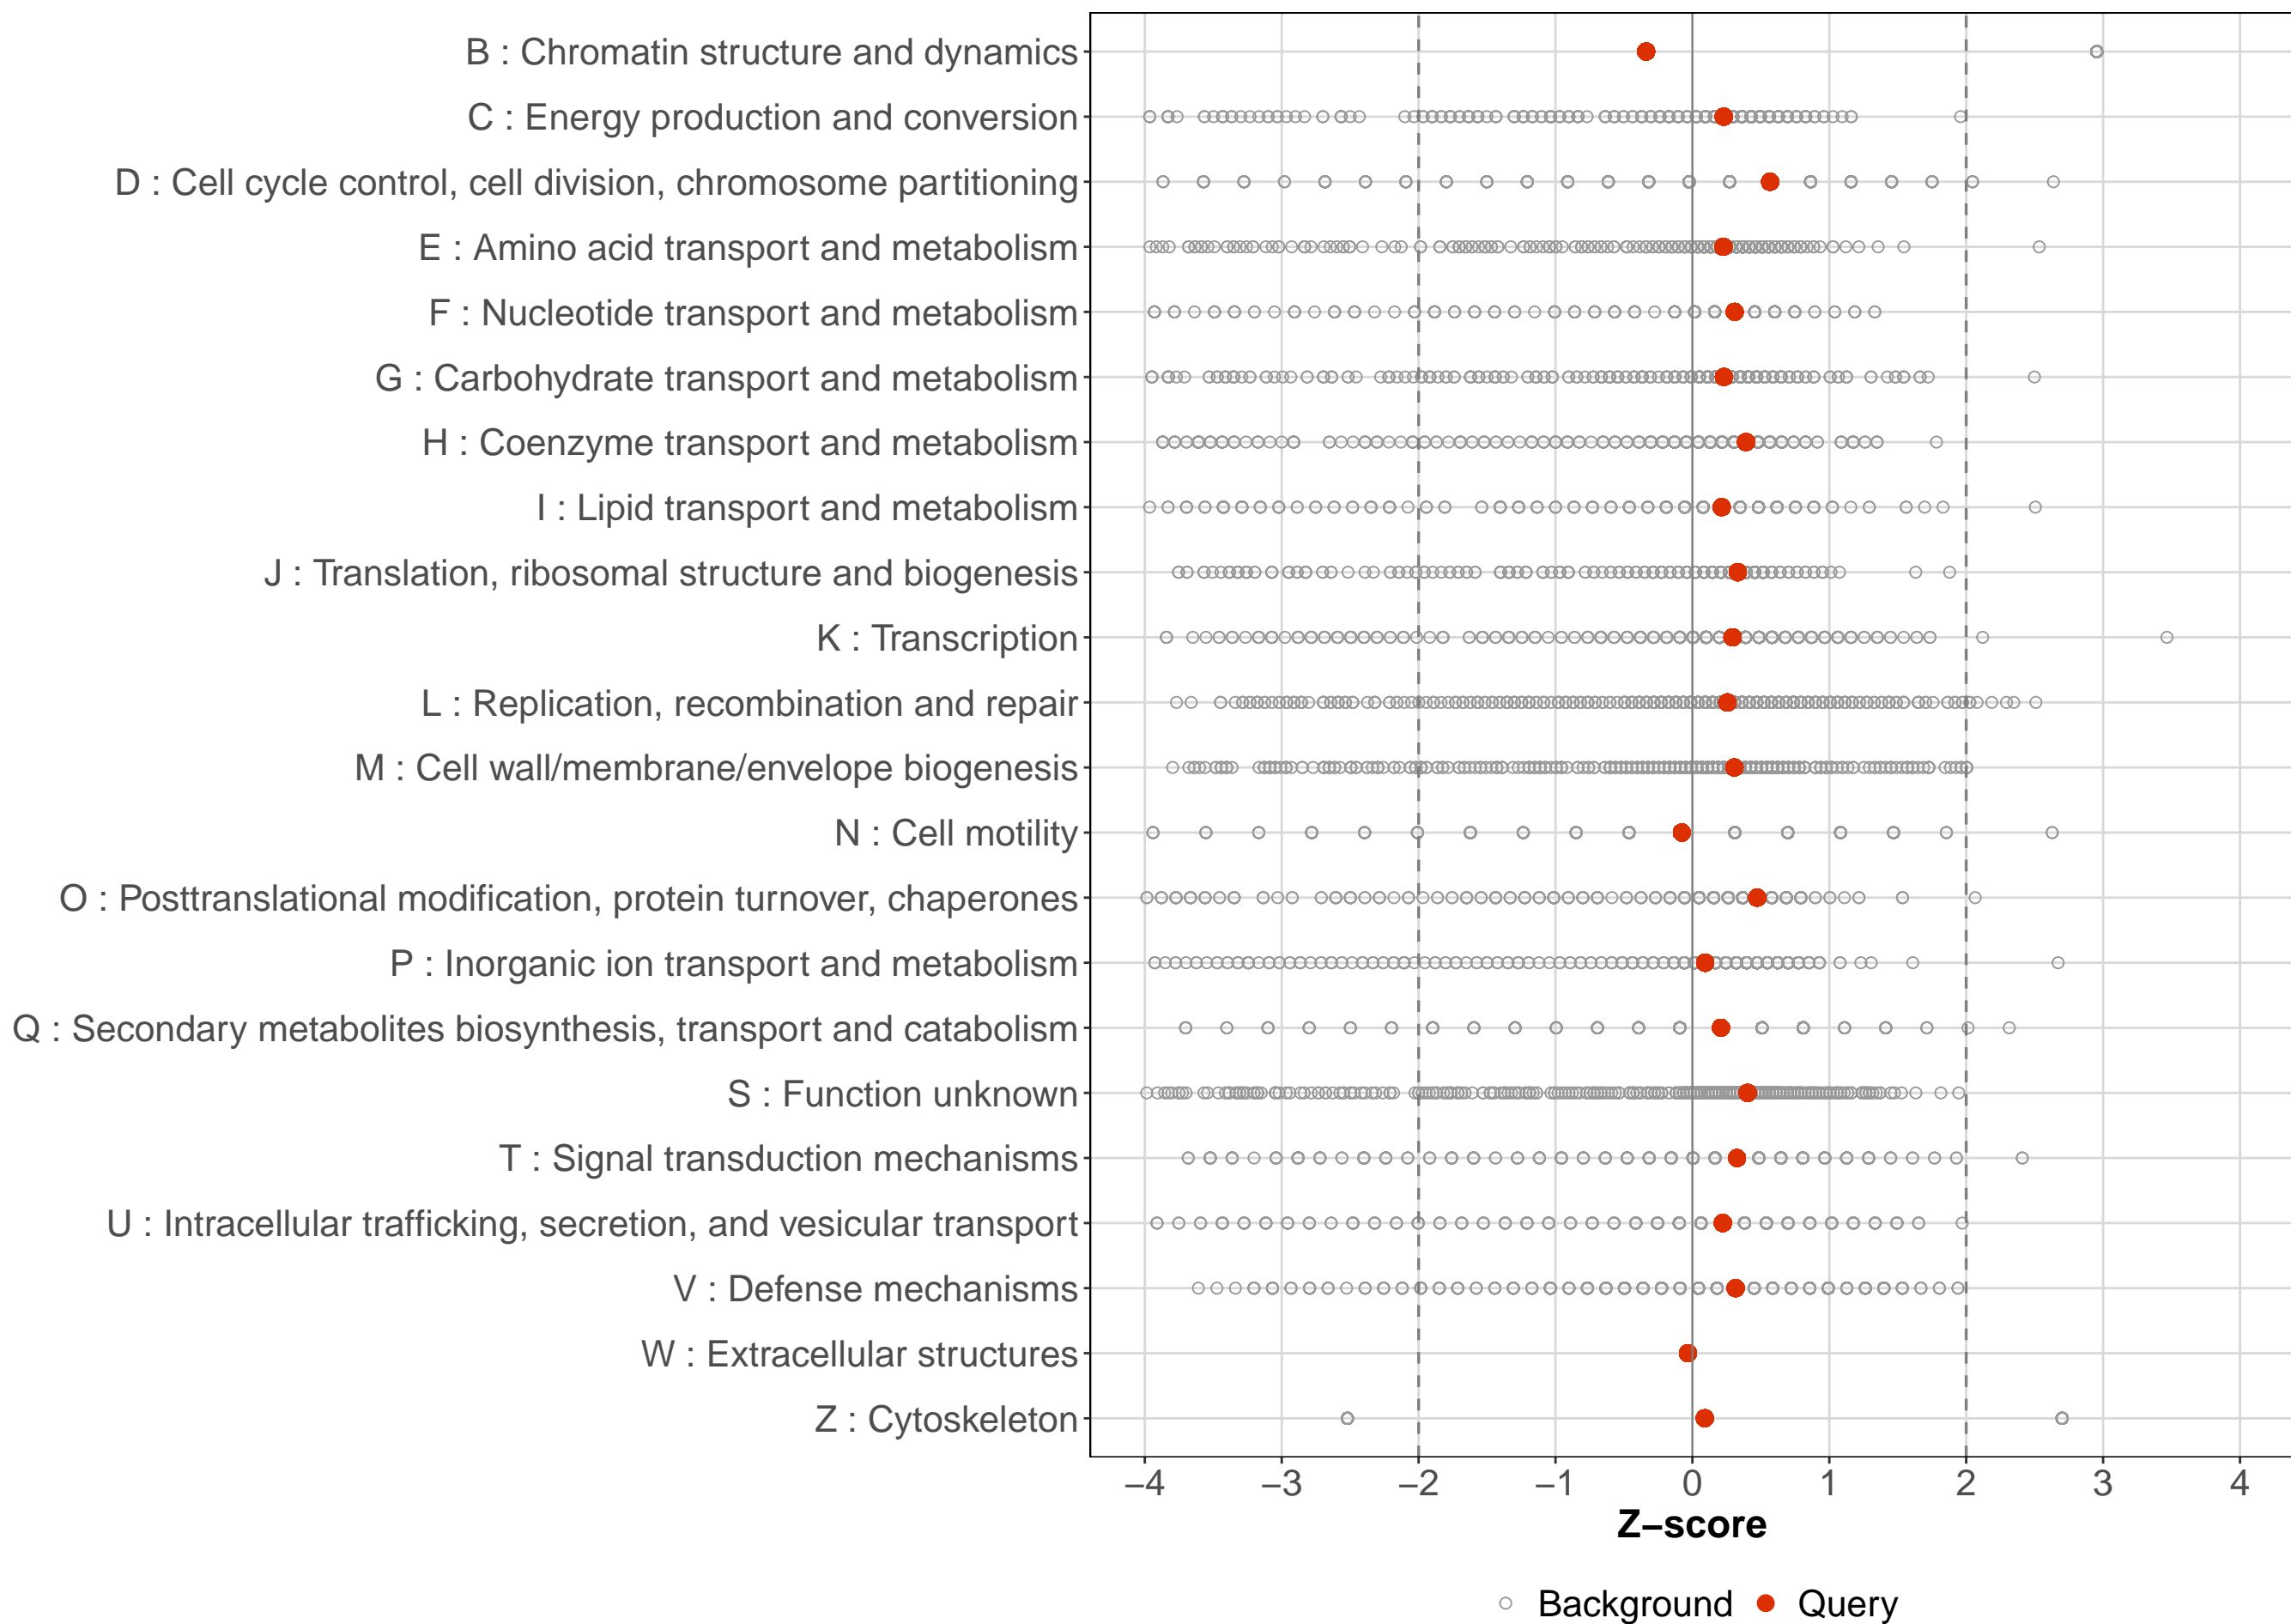 B : Chromatin structure and dynamics
C : Energy production and conversion
D : Cell cycle control, cell division, chromosome partitioning
E : Amino acid transport and metabolism
F : Nucleotide transport and metabolism
G : Carbohydrate transport and metabolism
H : Coenzyme transport and metabolism
I : Lipid transport and metabolism
J : Translation, ribosomal structure and biogenesis
K : Transcription
L : Replication, recombination and repair
M : Cell wall/membrane/envelope biogenesis
N : Cell motility
O : Posttranslational modification, protein turnover, chaperones
P : Inorganic ion transport and metabolism
Q : Secondary metabolites biosynthesis, transport and catabolism
S : Function unknown
T : Signal transduction mechanisms
U : Intracellular trafficking, secretion, and vesicular transport
V : Defense mechanisms
W : Extracellular structures
Z : Cytoskeleton
−4 −3 −2 −1 0 1 2 3 4
Z−score
Background Query